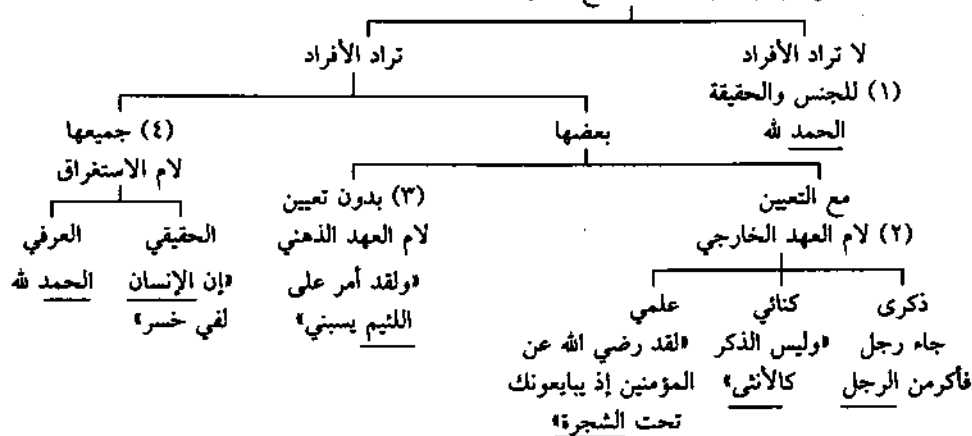 لا تراد الأفراد
(١) للجنس والحقيقة
الحمد لله
تراد الأفراد
بعضها
مع التعيين
(٢) لام العهد الخارجي
ذكرى
جاء رجل
فأكرمن الرجل
كنائي
«وليس الذكر
كالأنثى»
علمي
«لقد رضي الله عن
المؤمنين إذ يبايعونك
تحت الشجرة»
(٣) بدون تعيين
لام العهد الذهني
«ولقد أمر على
اللئيم يسبني»
(٤) جميعها
لام الاستغراق
الحقيقي
«إن الإنسان
لفي خسر»
العرفي
الحمد لله